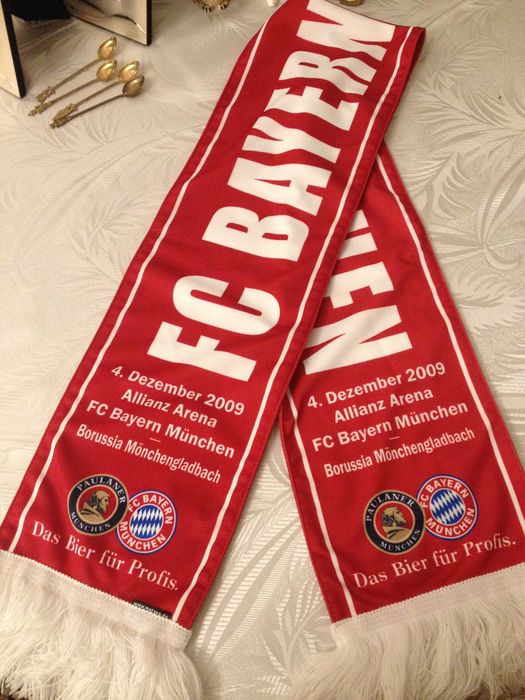 FC BAYERN
4. Dezember 2009
Allianz Arena
FC Bayern München
–
Borussia Mönchengladbach
PAULANER
MÜNCHEN
FC BAYERN
MÜNCHEN
Das Bier für Profis.
HEN
4. Dezember 2009
Allianz Arena
FC Bayern München
–
Borussia Mönchengladbach
PAULANER
MÜNCHEN
FC BAYERN
MÜNCHEN
Das Bier für Profis.